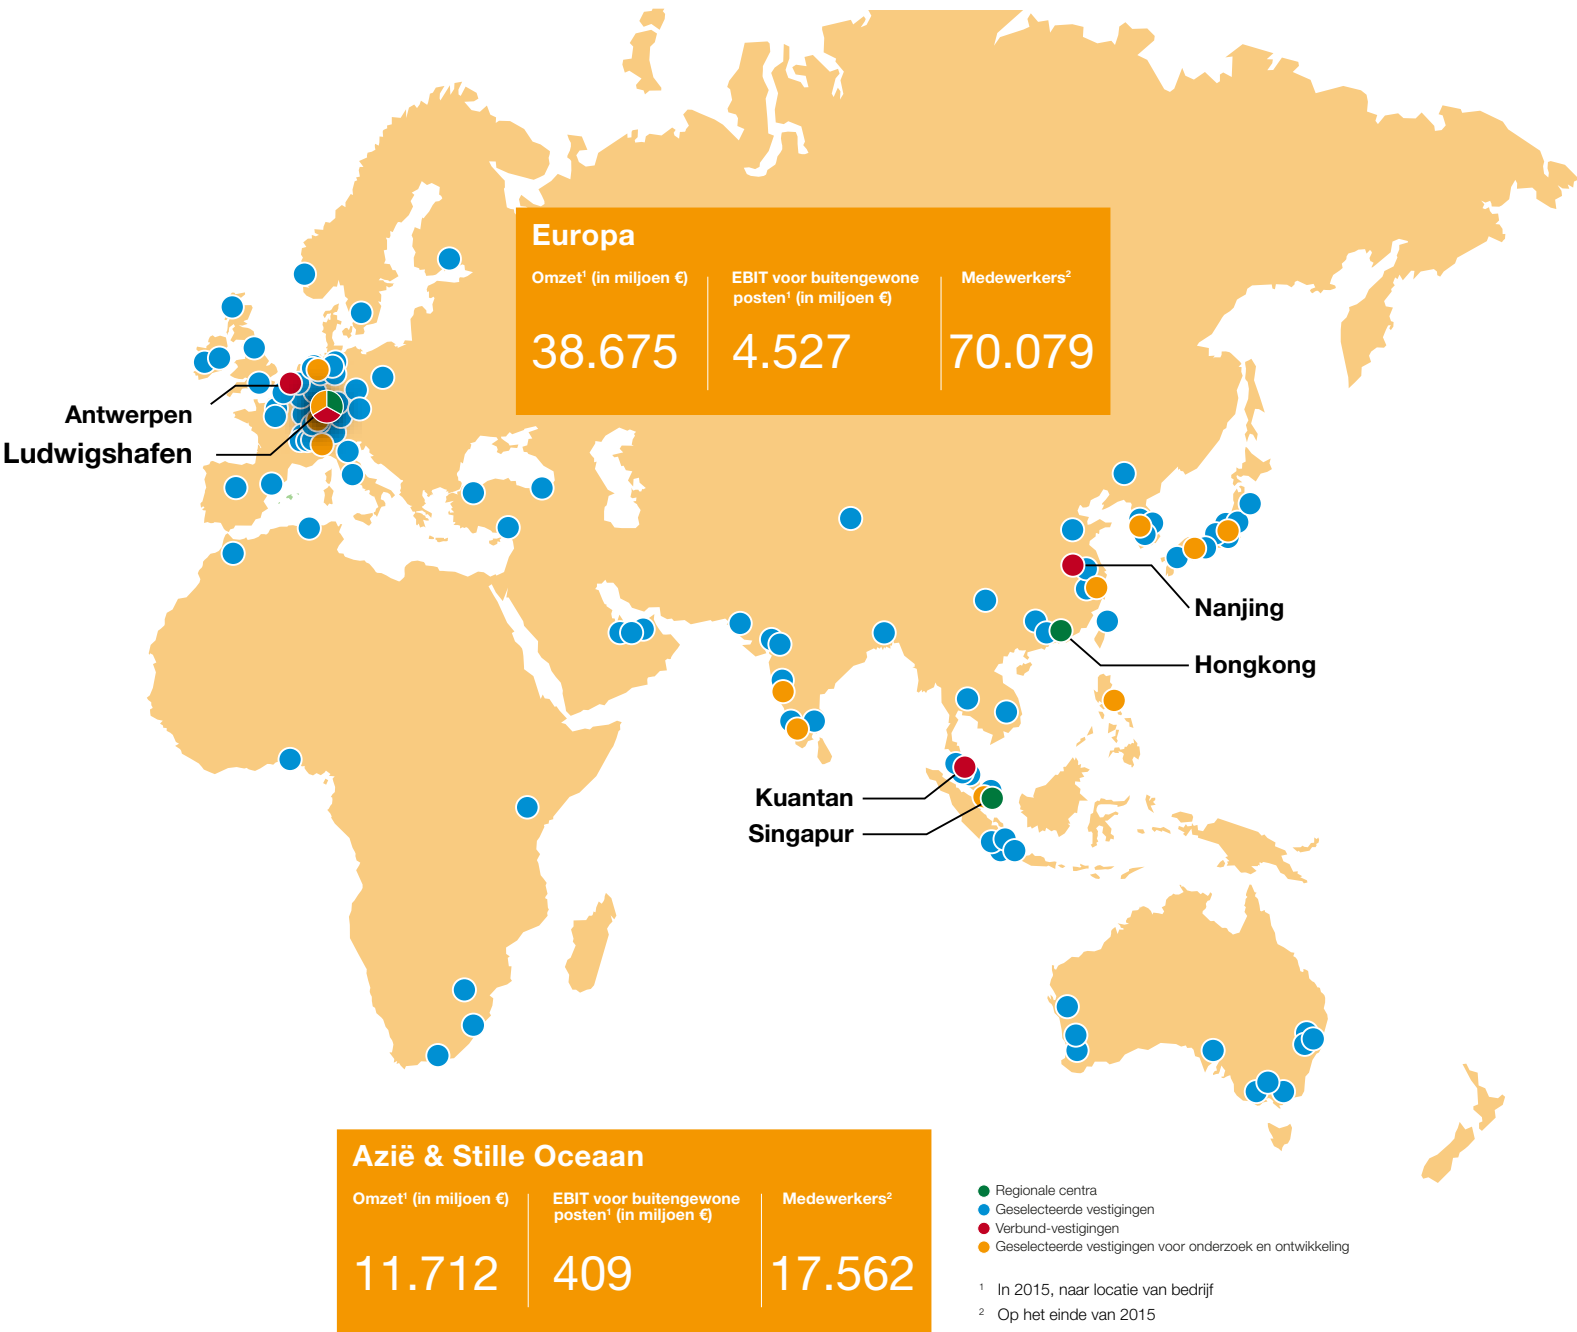 Europa
Omzet¹ (in miljoen €)
EBIT voor buitengewone
posten¹ (in miljoen €)
Medewerkers²
38.675
4.527
70.079
Antwerpen
Ludwigshafen
Nanjing
Hongkong
Kuantan
Singapur
Azië & Stille Oceaan
Omzet¹ (in miljoen €)
EBIT voor buitengewone
posten¹ (in miljoen €)
Medewerkers²
11.712
409
17.562
Regionale centra
Geselecteerde vestigingen
Verbund-vestigingen
Geselecteerde vestigingen voor onderzoek en ontwikkeling
¹ In 2015, naar locatie van bedrijf
² Op het einde van 2015